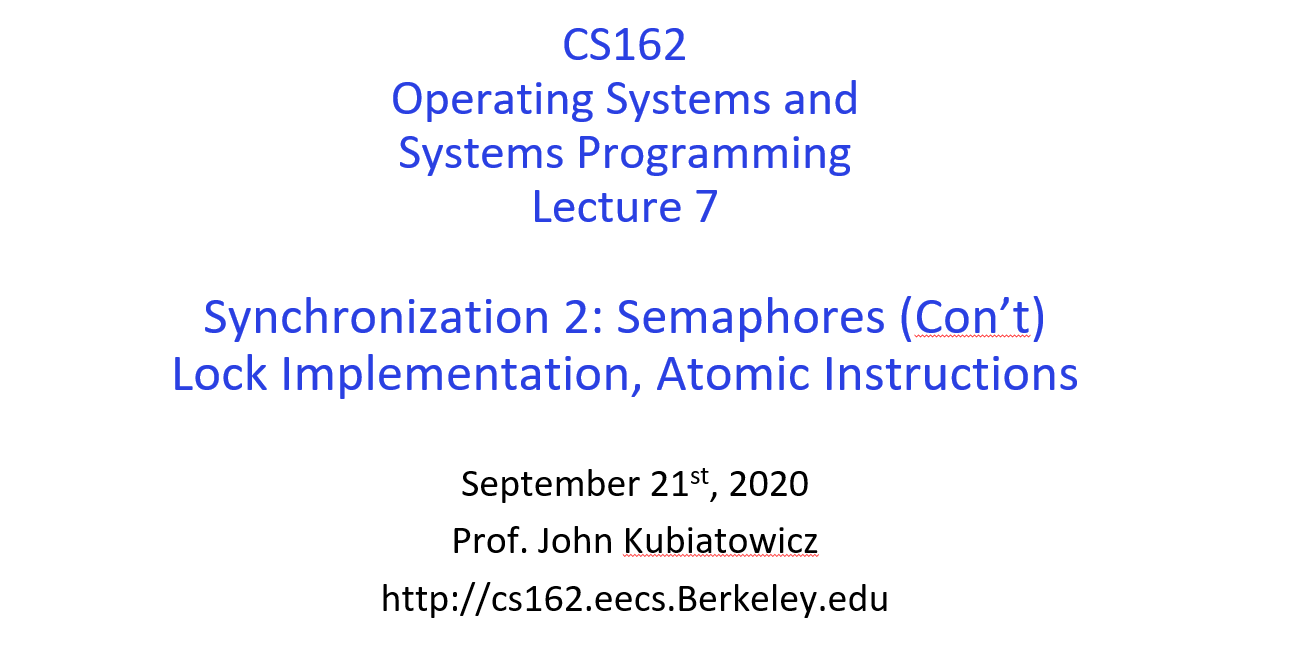 CS162
Operating Systems and
Systems Programming
Lecture 7
Synchronization 2: Semaphores (Con’t)
Lock Implementation, Atomic Instructions
September 21st, 2020
Prof. John Kubiatowicz
http://cs162.eecs.Berkeley.edu